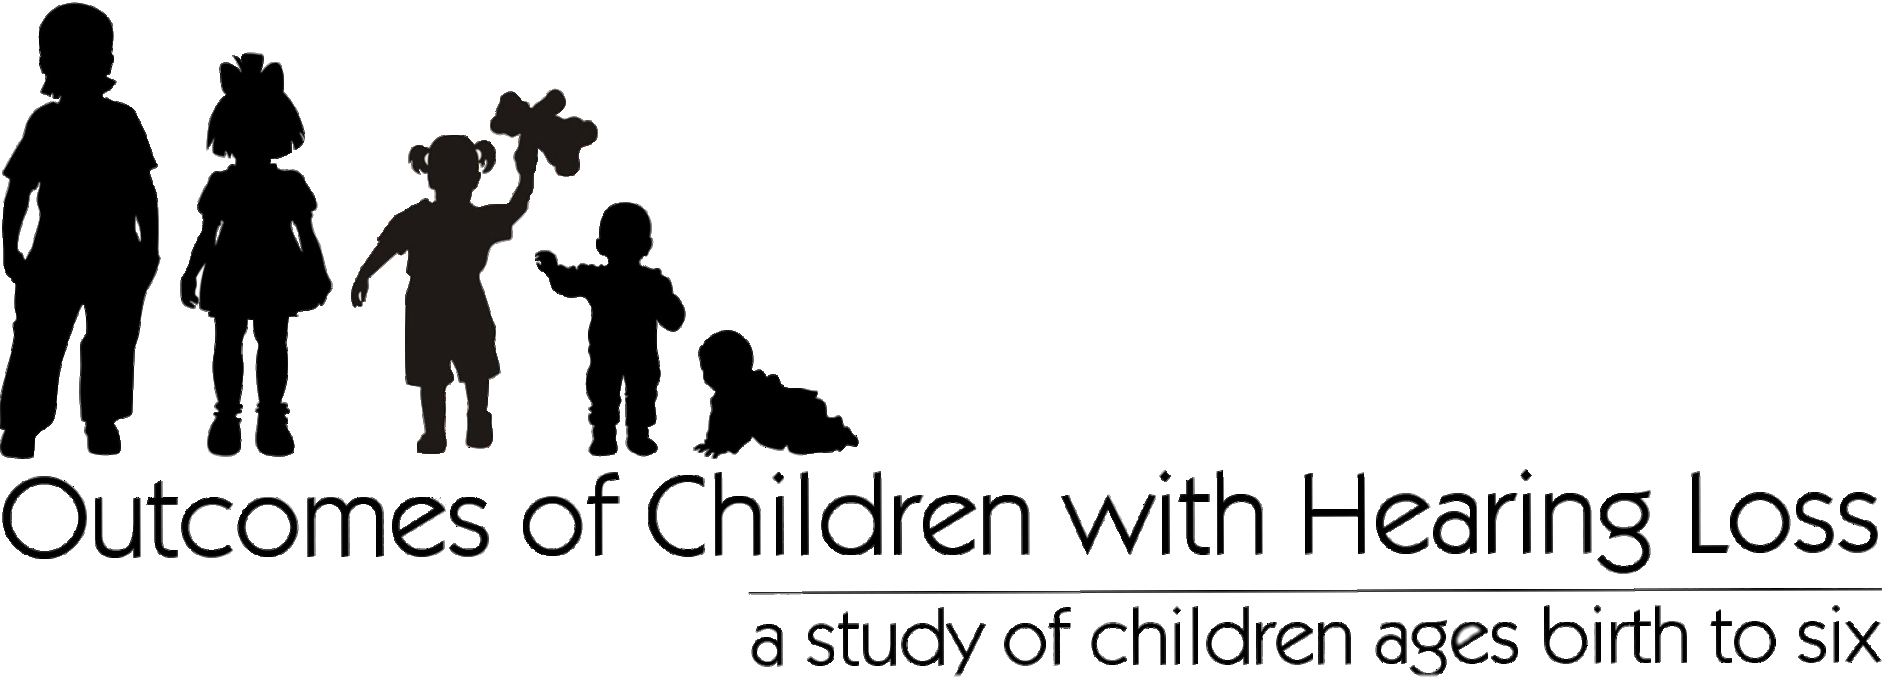 Outcomes of Children with Hearing Loss
a study of children ages birth to six